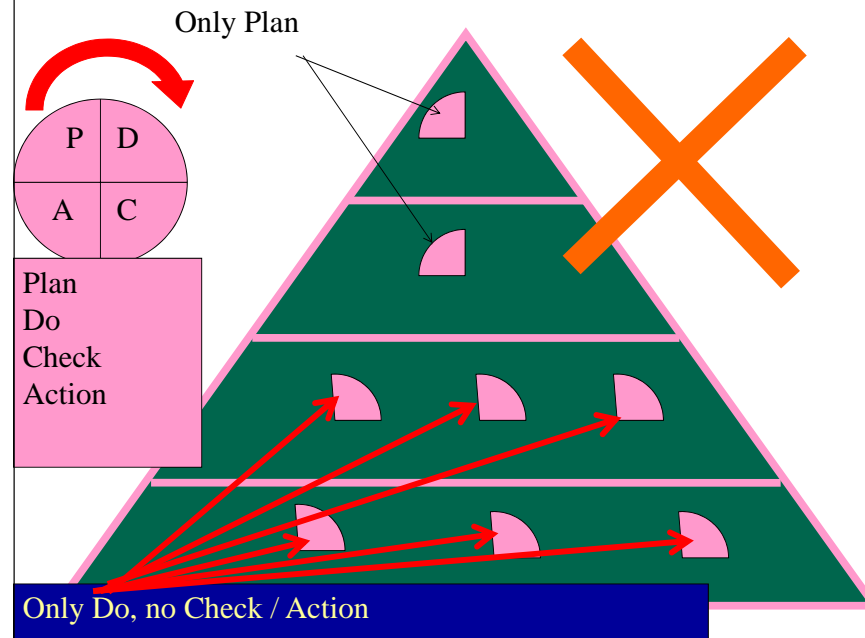 Only Plan
P D
A C
Plan
Do
Check
Action
Only Do, no Check / Action